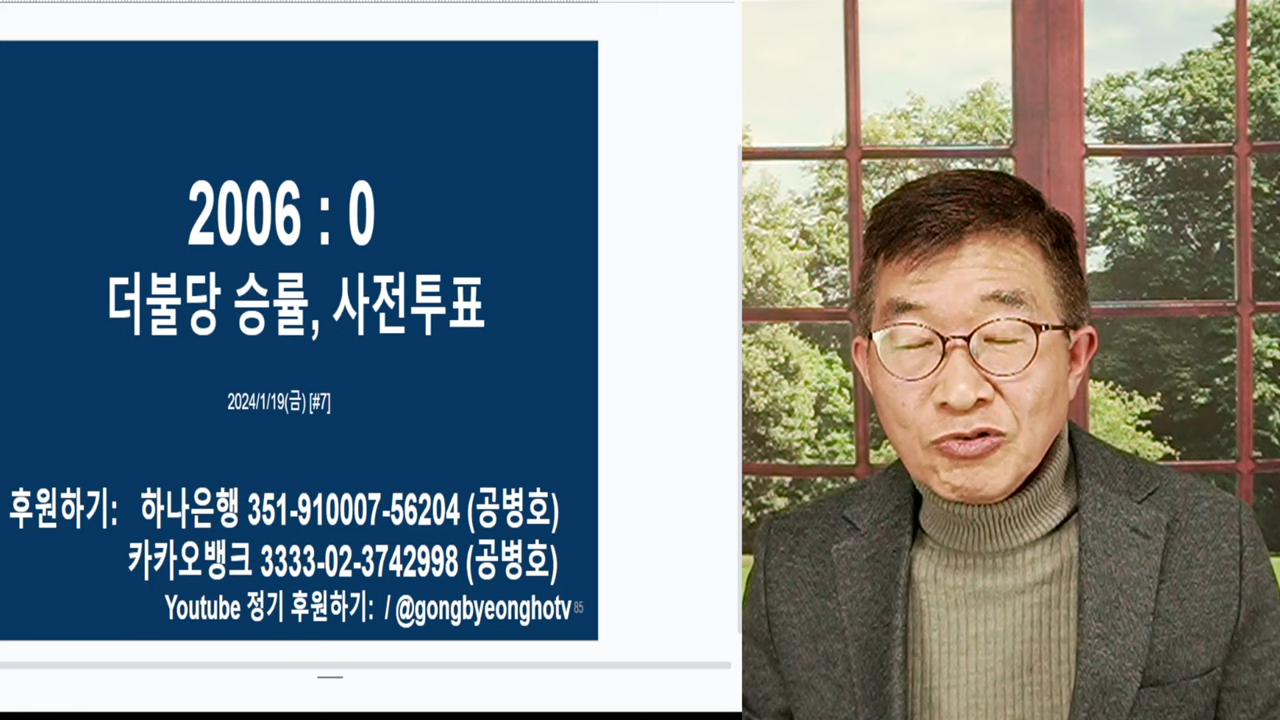 2006 : 0
더불당 승률, 사전투표
2024/1/19(금) [#7]
후원하기: 하나은행 351-910007-56204 (공병호)
카카오뱅크 3333-02-3742998 (공병호)
Youtube 정기 후원하기: / @gongbyeonghotv
85